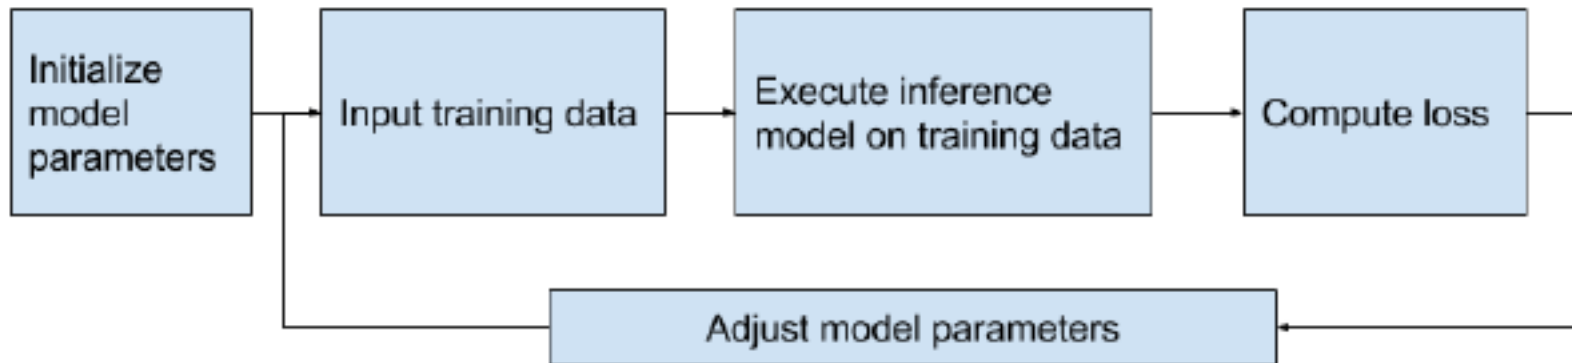 Initialize
model
parameters
Input training data
Execute inference
model on training data
Compute loss
Adjust model parameters